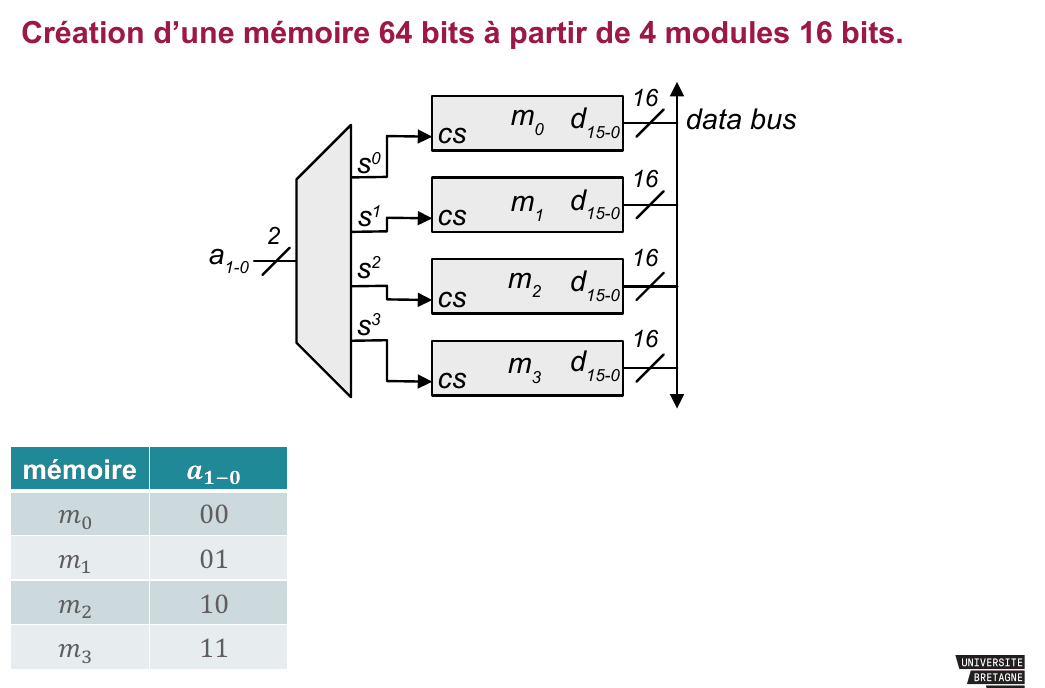 Création d’une mémoire 64 bits à partir de 4 modules 16 bits.
16
cs m0 d15-0
data bus
s0
16
cs m1 d15-0
s1
2
a1-0
16
cs m2 d15-0
s2
16
cs m3 d15-0
s3
mémoire a1−0
m0 00
m1 01
m2 10
m3 11
UNIVERSITE
BRETAGNE